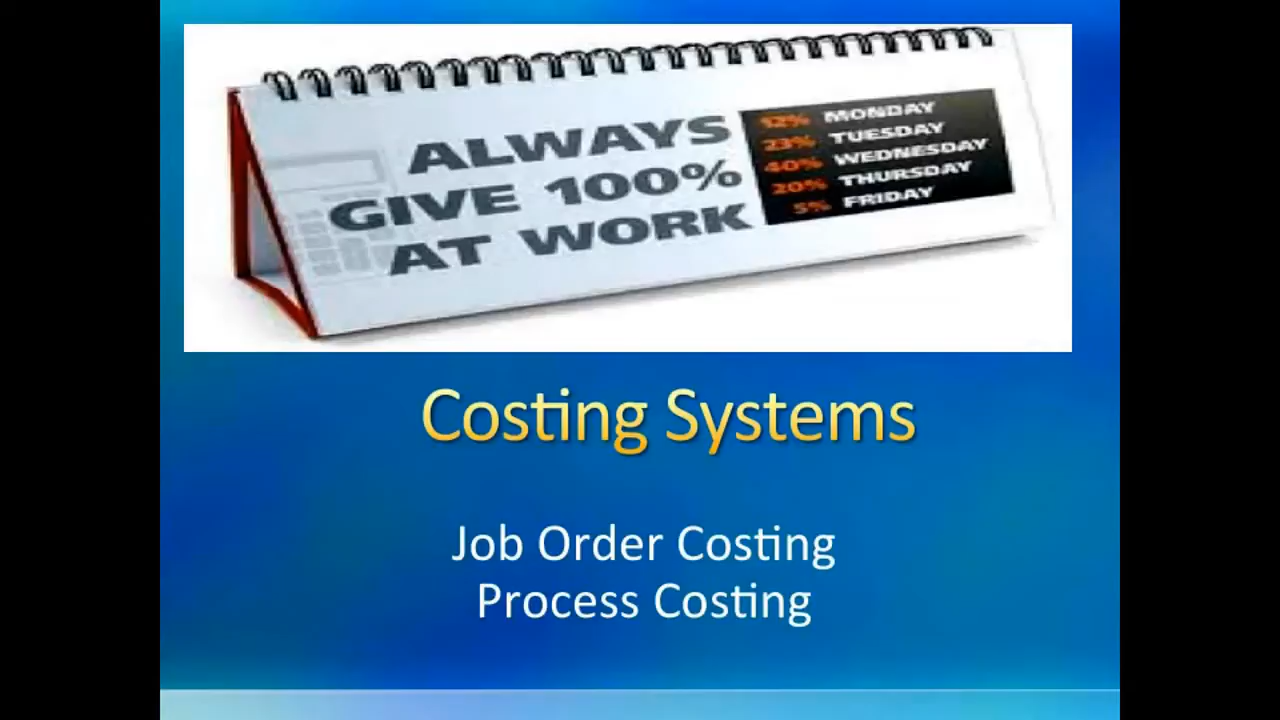 ALWAYS
GIVE 100%
AT WORK
12% MONDAY
23% TUESDAY
40% WEDNESDAY
20% THURSDAY
5% FRIDAY
Costing Systems
Job Order Costing
Process Costing